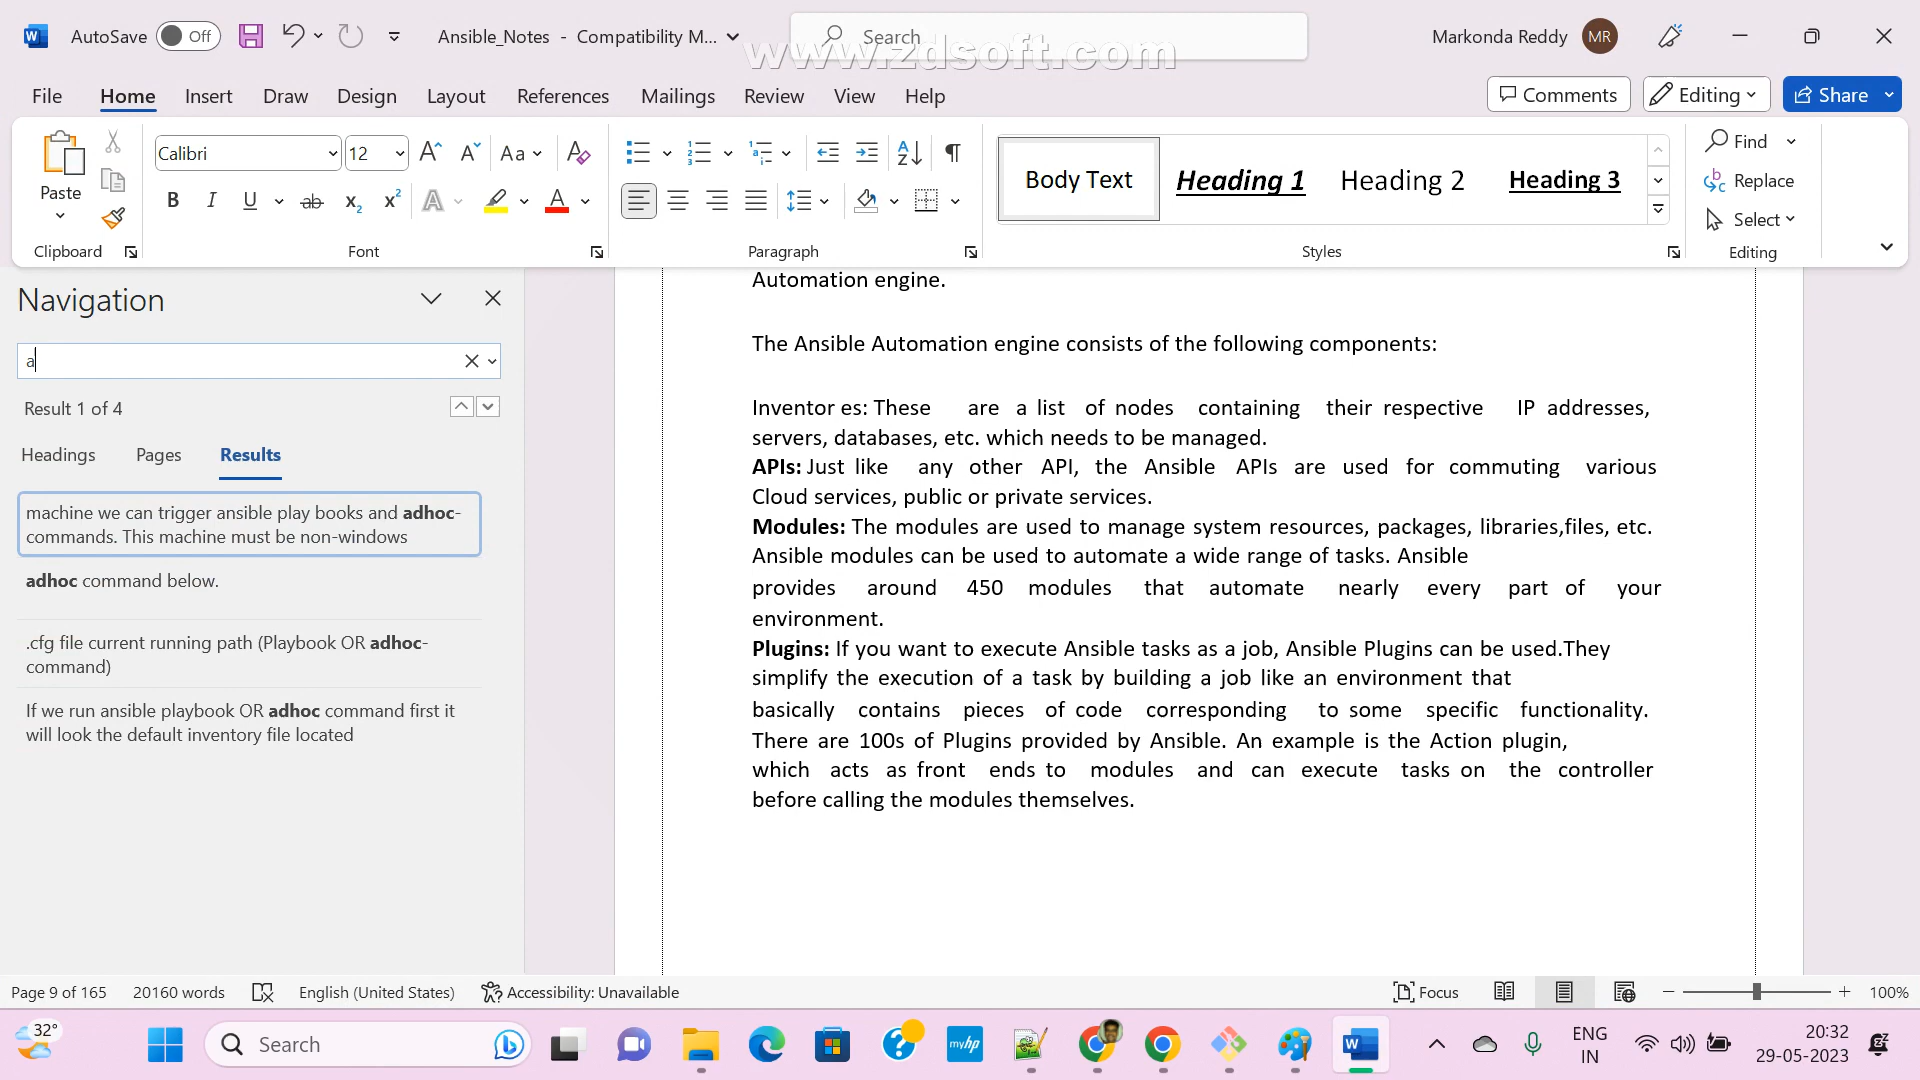 AutoSave Off Ansible_Notes - Compatibility M... Search Markonda Reddy MR
www.zdsoft.com
File Home Insert Draw Design Layout References Mailings Review View Help Comments Editing Share
Paste
Calibri 12 Aa
Body Text Heading 1 Heading 2 Heading 3
Find
Replace
Select
Clipboard Font Paragraph Styles Editing
Navigation
a
Result 1 of 4
Headings Pages Results
machine we can trigger ansible play books and adhoc-
commands. This machine must be non-windows
adhoc command below.
.cfg file current running path (Playbook OR adhoc-
command)
If we run ansible playbook OR adhoc command first it
will look the default inventory file located
Automation engine.
The Ansible Automation engine consists of the following components:
Inventor es: These are a list of nodes containing their respective IP addresses,
servers, databases, etc. which needs to be managed.
APIs: Just like any other API, the Ansible APIs are used for commuting various
Cloud services, public or private services.
Modules: The modules are used to manage system resources, packages, libraries,files, etc.
Ansible modules can be used to automate a wide range of tasks. Ansible
provides around 450 modules that automate nearly every part of your
environment.
Plugins: If you want to execute Ansible tasks as a job, Ansible Plugins can be used.They
simplify the execution of a task by building a job like an environment that
basically contains pieces of code corresponding to some specific functionality.
There are 100s of Plugins provided by Ansible. An example is the Action plugin,
which acts as front ends to modules and can execute tasks on the controller
before calling the modules themselves.
Page 9 of 165 20160 words English (United States) Accessibility: Unavailable Focus 100%
32° Search myhp ENG
IN
20:32
29-05-2023